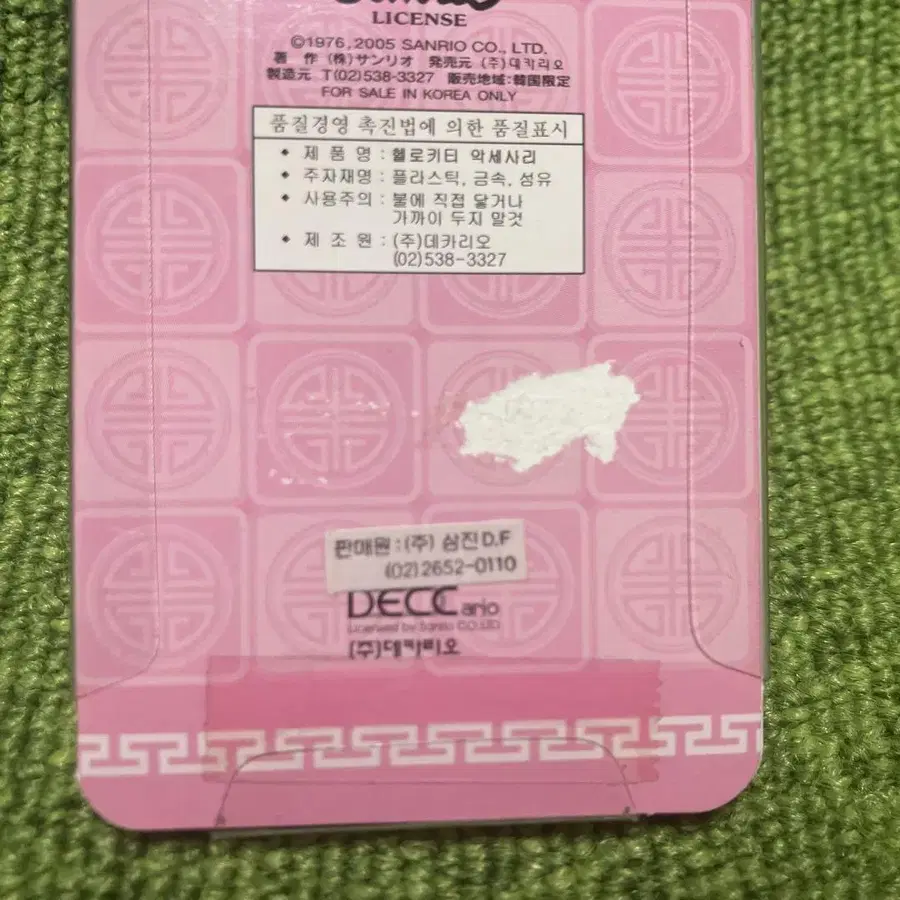 LICENSE
©1976,2005 SANRIO CO., LTD.
著 作 (株)サンリオ 発売元 (주)데카리오
製造元 T(02)538-3327 販売地域:韓国限定
FOR SALE IN KOREA ONLY
품질경영 촉진법에 의한 품질표시
◆ 제 품 명 : 헬로키티 악세사리
◆ 주자재명 : 플라스틱, 금속, 섬유
◆ 사용주의 : 불에 직접 닿거나
가까이 두지 말것
◆ 제 조 원 : (주)데카리오
(02)538-3327
판매원 : (주) 삼진D.F
(02)2652-0110
DECCario
Licensed by Sanrio CO.LTD
(주)데카리오